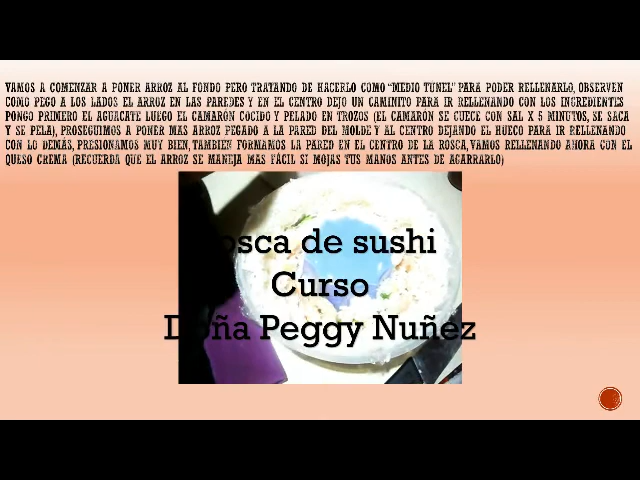 VAMOS A COMENZAR A PONER ARROZ AL FONDO PERO TRATANDO DE HACERLO COMO "MEDIO TUNEL" PARA PODER RELLENARLO, OBSERVEN
COMO PEGO A LOS LADOS EL ARROZ EN LAS PAREDES Y EN EL CENTRO DEJO UN CAMINITO PARA IR RELLENANDO CON LOS INGREDIENTES
PONGO PRIMERO EL AGUACATE LUEGO EL CAMARON COCIDO Y PELADO EN TROZOS (EL CAMARON SE CUECE CON SAL X 5 MINUTOS, SE SACA
Y SE PELA), PROSEGUIMOS A PONER MAS ARROZ PEGADO A LA PARED DEL MOLDE Y AL CENTRO DEJANDO EL HUECO PARA IR RELLENANDO
CON LO DEMÁS, PRESIONAMOS MUY BIEN, TAMBIEN FORMAMOS LA PARED EN EL CENTRO DE LA ROSCA, VAMOS RELLENANDO AHORA CON EL
QUESO CREMA (RECUERDA QUE EL ARROZ SE MANEJA MAS FÁCIL SI MOJAS TUS MANOS ANTES DE AGARRARLO)
Rosca de sushi
Curso
Doña Peggy Nuñez